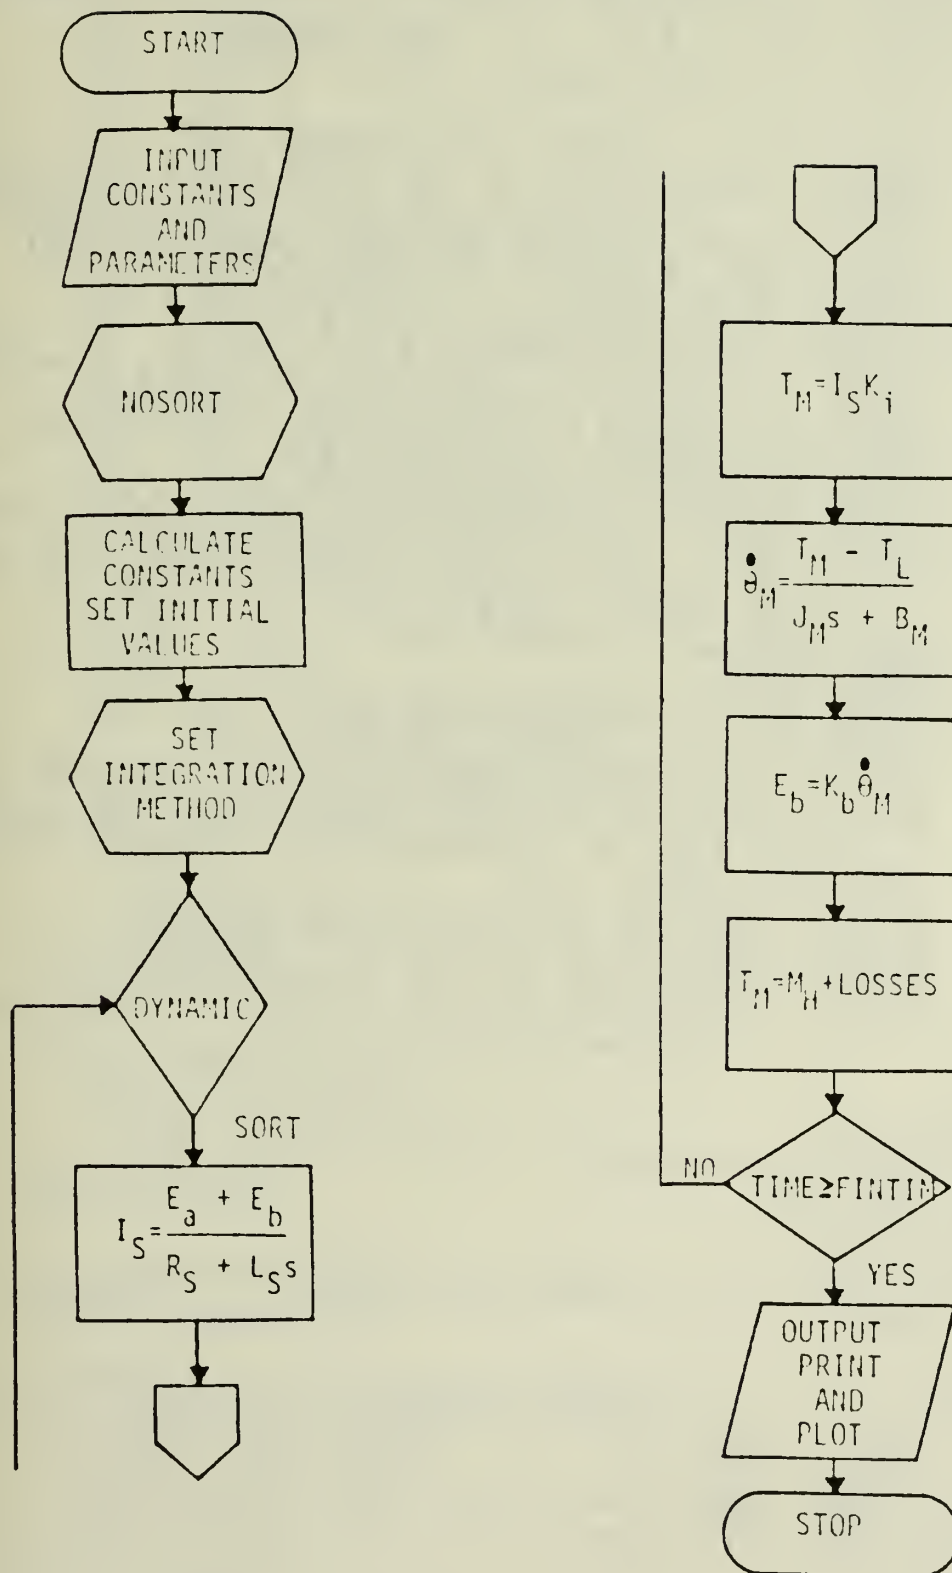 START
INPUT
CONSTANTS
AND
PARAMETERS
NOSORT
CALCULATE
CONSTANTS
SET INITIAL
VALUES
SET
INTEGRATION
METHOD
DYNAMIC
SORT
I_S=(E_a + E_b)/(R_S + L_S s)
T_M=I_S K_i
θ̇_M=(T_M - T_L)/(J_M s + B_M)
E_b=K_b θ̇_M
T_M=M_H+LOSSES
NO
TIME≥FINTIM
YES
OUTPUT
PRINT
AND
PLOT
STOP